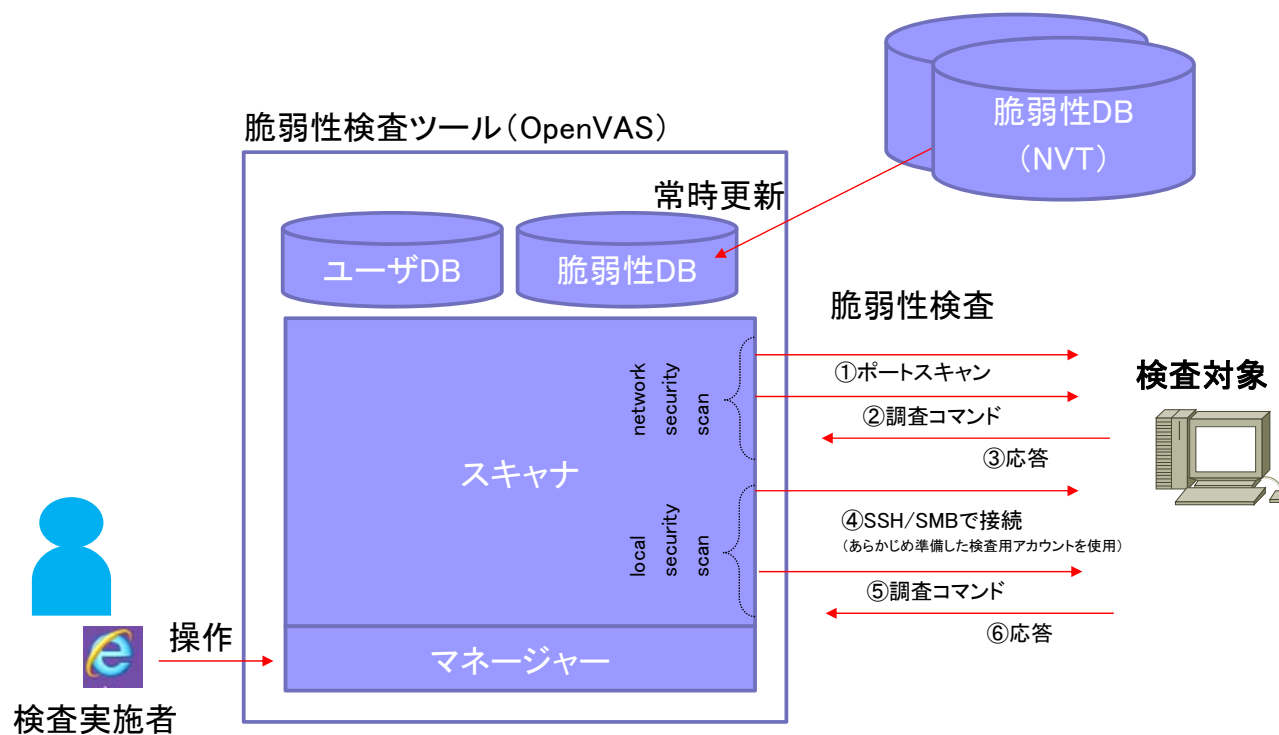 脆弱性DB
(NVT)
脆弱性検査ツール(OpenVAS)
常時更新
ユーザDB
脆弱性DB
脆弱性検査
network
security
scan
①ポートスキャン
②調査コマンド
③応答
検査対象
スキャナ
local
security
scan
④SSH/SMBで接続
(あらかじめ準備した検査用アカウントを使用)
⑤調査コマンド
⑥応答
操作
マネージャー
検査実施者